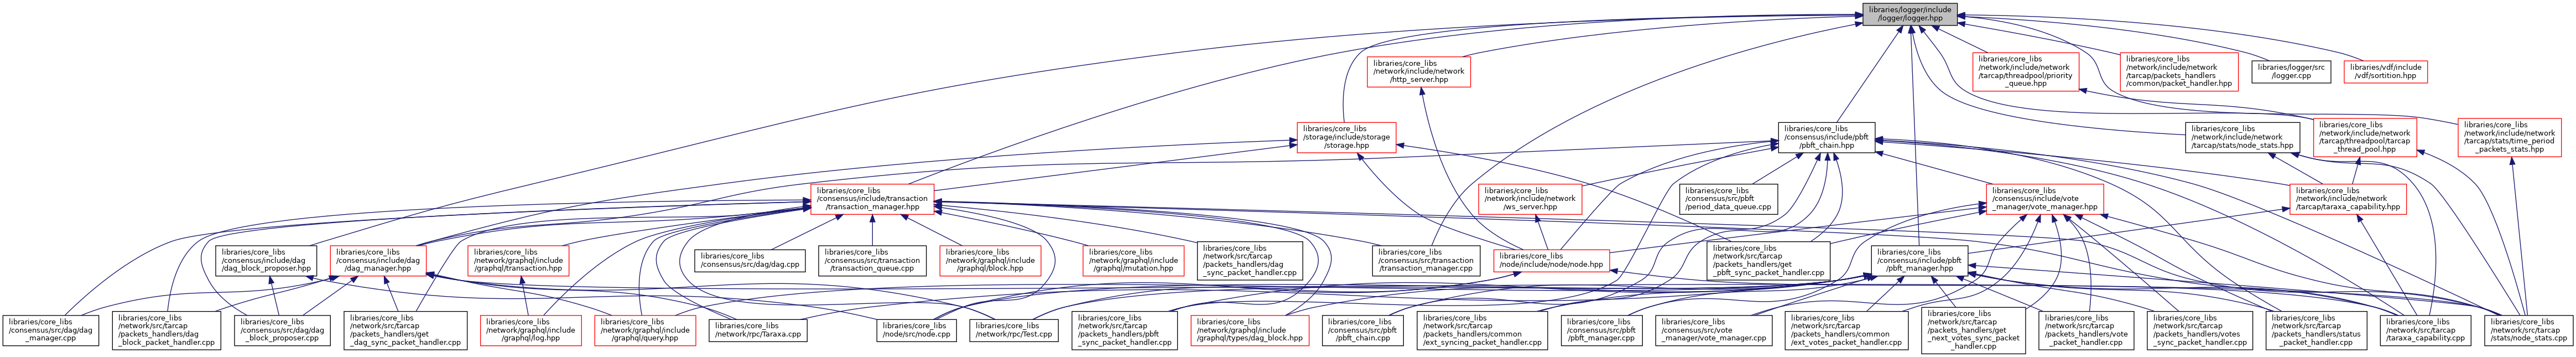 libraries/logger/include
/logger/logger.hpp
libraries/core_libs
/network/include/network
/http_server.hpp
libraries/core_libs
/network/include/network
/tarcap/threadpool/priority
_queue.hpp
libraries/core_libs
/network/include/network
/tarcap/packets_handlers
/common/packet_handler.hpp
libraries/logger/src
/logger.cpp
libraries/vdf/include
/vdf/sortition.hpp
libraries/core_libs
/storage/include/storage
/storage.hpp
libraries/core_libs
/consensus/include/pbft
/pbft_chain.hpp
libraries/core_libs
/network/include/network
/tarcap/stats/node_stats.hpp
libraries/core_libs
/network/include/network
/tarcap/threadpool/tarcap
_thread_pool.hpp
libraries/core_libs
/network/include/network
/tarcap/stats/time_period
_packets_stats.hpp
libraries/core_libs
/consensus/include/transaction
/transaction_manager.hpp
libraries/core_libs
/network/include/network
/ws_server.hpp
libraries/core_libs
/consensus/src/pbft
/period_data_queue.cpp
libraries/core_libs
/consensus/include/vote
_manager/vote_manager.hpp
libraries/core_libs
/network/include/network
/tarcap/taraxa_capability.hpp
libraries/core_libs
/consensus/include/dag
/dag_block_proposer.hpp
libraries/core_libs
/consensus/include/dag
/dag_manager.hpp
libraries/core_libs
/network/graphql/include
/graphql/transaction.hpp
libraries/core_libs
/consensus/src/dag/dag.cpp
libraries/core_libs
/consensus/src/transaction
/transaction_queue.cpp
libraries/core_libs
/network/graphql/include
/graphql/block.hpp
libraries/core_libs
/network/graphql/include
/graphql/mutation.hpp
libraries/core_libs
/network/src/tarcap
/packets_handlers/dag
_sync_packet_handler.cpp
libraries/core_libs
/consensus/src/transaction
/transaction_manager.cpp
libraries/core_libs
/node/include/node/node.hpp
libraries/core_libs
/network/src/tarcap
/packets_handlers/get
_pbft_sync_packet_handler.cpp
libraries/core_libs
/consensus/include/pbft
/pbft_manager.hpp
libraries/core_libs
/consensus/src/dag/dag
_manager.cpp
libraries/core_libs
/network/src/tarcap
/packets_handlers/dag
_block_packet_handler.cpp
libraries/core_libs
/consensus/src/dag/dag
_block_proposer.cpp
libraries/core_libs
/network/src/tarcap
/packets_handlers/get
_dag_sync_packet_handler.cpp
libraries/core_libs
/network/graphql/include
/graphql/log.hpp
libraries/core_libs
/network/graphql/include
/graphql/query.hpp
libraries/core_libs
/network/rpc/Taraxa.cpp
libraries/core_libs
/node/src/node.cpp
libraries/core_libs
/network/rpc/Test.cpp
libraries/core_libs
/network/src/tarcap
/packets_handlers/pbft
_sync_packet_handler.cpp
libraries/core_libs
/network/graphql/include
/graphql/types/dag_block.hpp
libraries/core_libs
/consensus/src/pbft
/pbft_chain.cpp
libraries/core_libs
/network/src/tarcap
/packets_handlers/common
/ext_syncing_packet_handler.cpp
libraries/core_libs
/consensus/src/pbft
/pbft_manager.cpp
libraries/core_libs
/consensus/src/vote
_manager/vote_manager.cpp
libraries/core_libs
/network/src/tarcap
/packets_handlers/common
/ext_votes_packet_handler.cpp
libraries/core_libs
/network/src/tarcap
/packets_handlers/get
_next_votes_sync_packet
_handler.cpp
libraries/core_libs
/network/src/tarcap
/packets_handlers/vote
_packet_handler.cpp
libraries/core_libs
/network/src/tarcap
/packets_handlers/votes
_sync_packet_handler.cpp
libraries/core_libs
/network/src/tarcap
/packets_handlers/status
_packet_handler.cpp
libraries/core_libs
/network/src/tarcap
/taraxa_capability.cpp
libraries/core_libs
/network/src/tarcap
/stats/node_stats.cpp